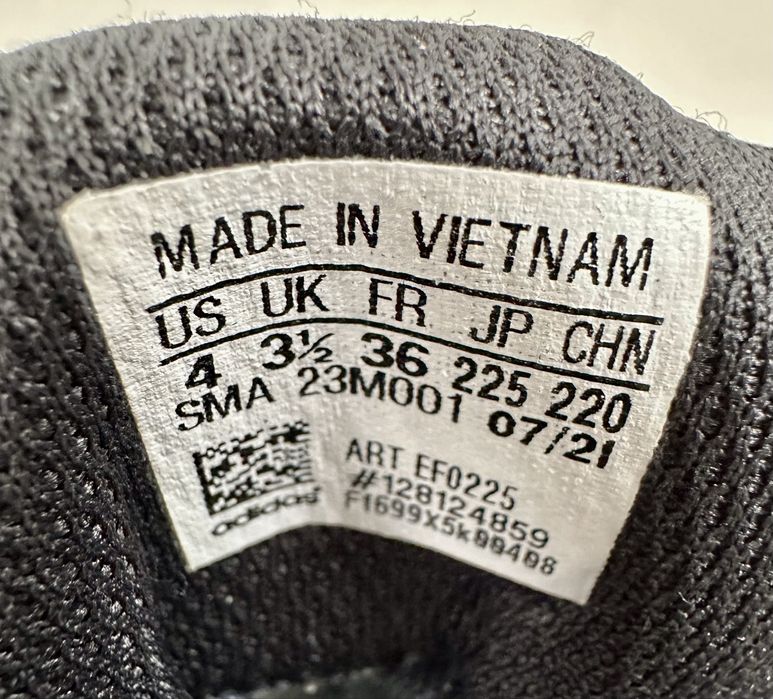 MADE IN VIETNAM
US UK FR JP CHN
4 3½ 36 225 220
SMA 23M001 07/21
ART EF0225
#128124859
F1699X5k00408
adidas